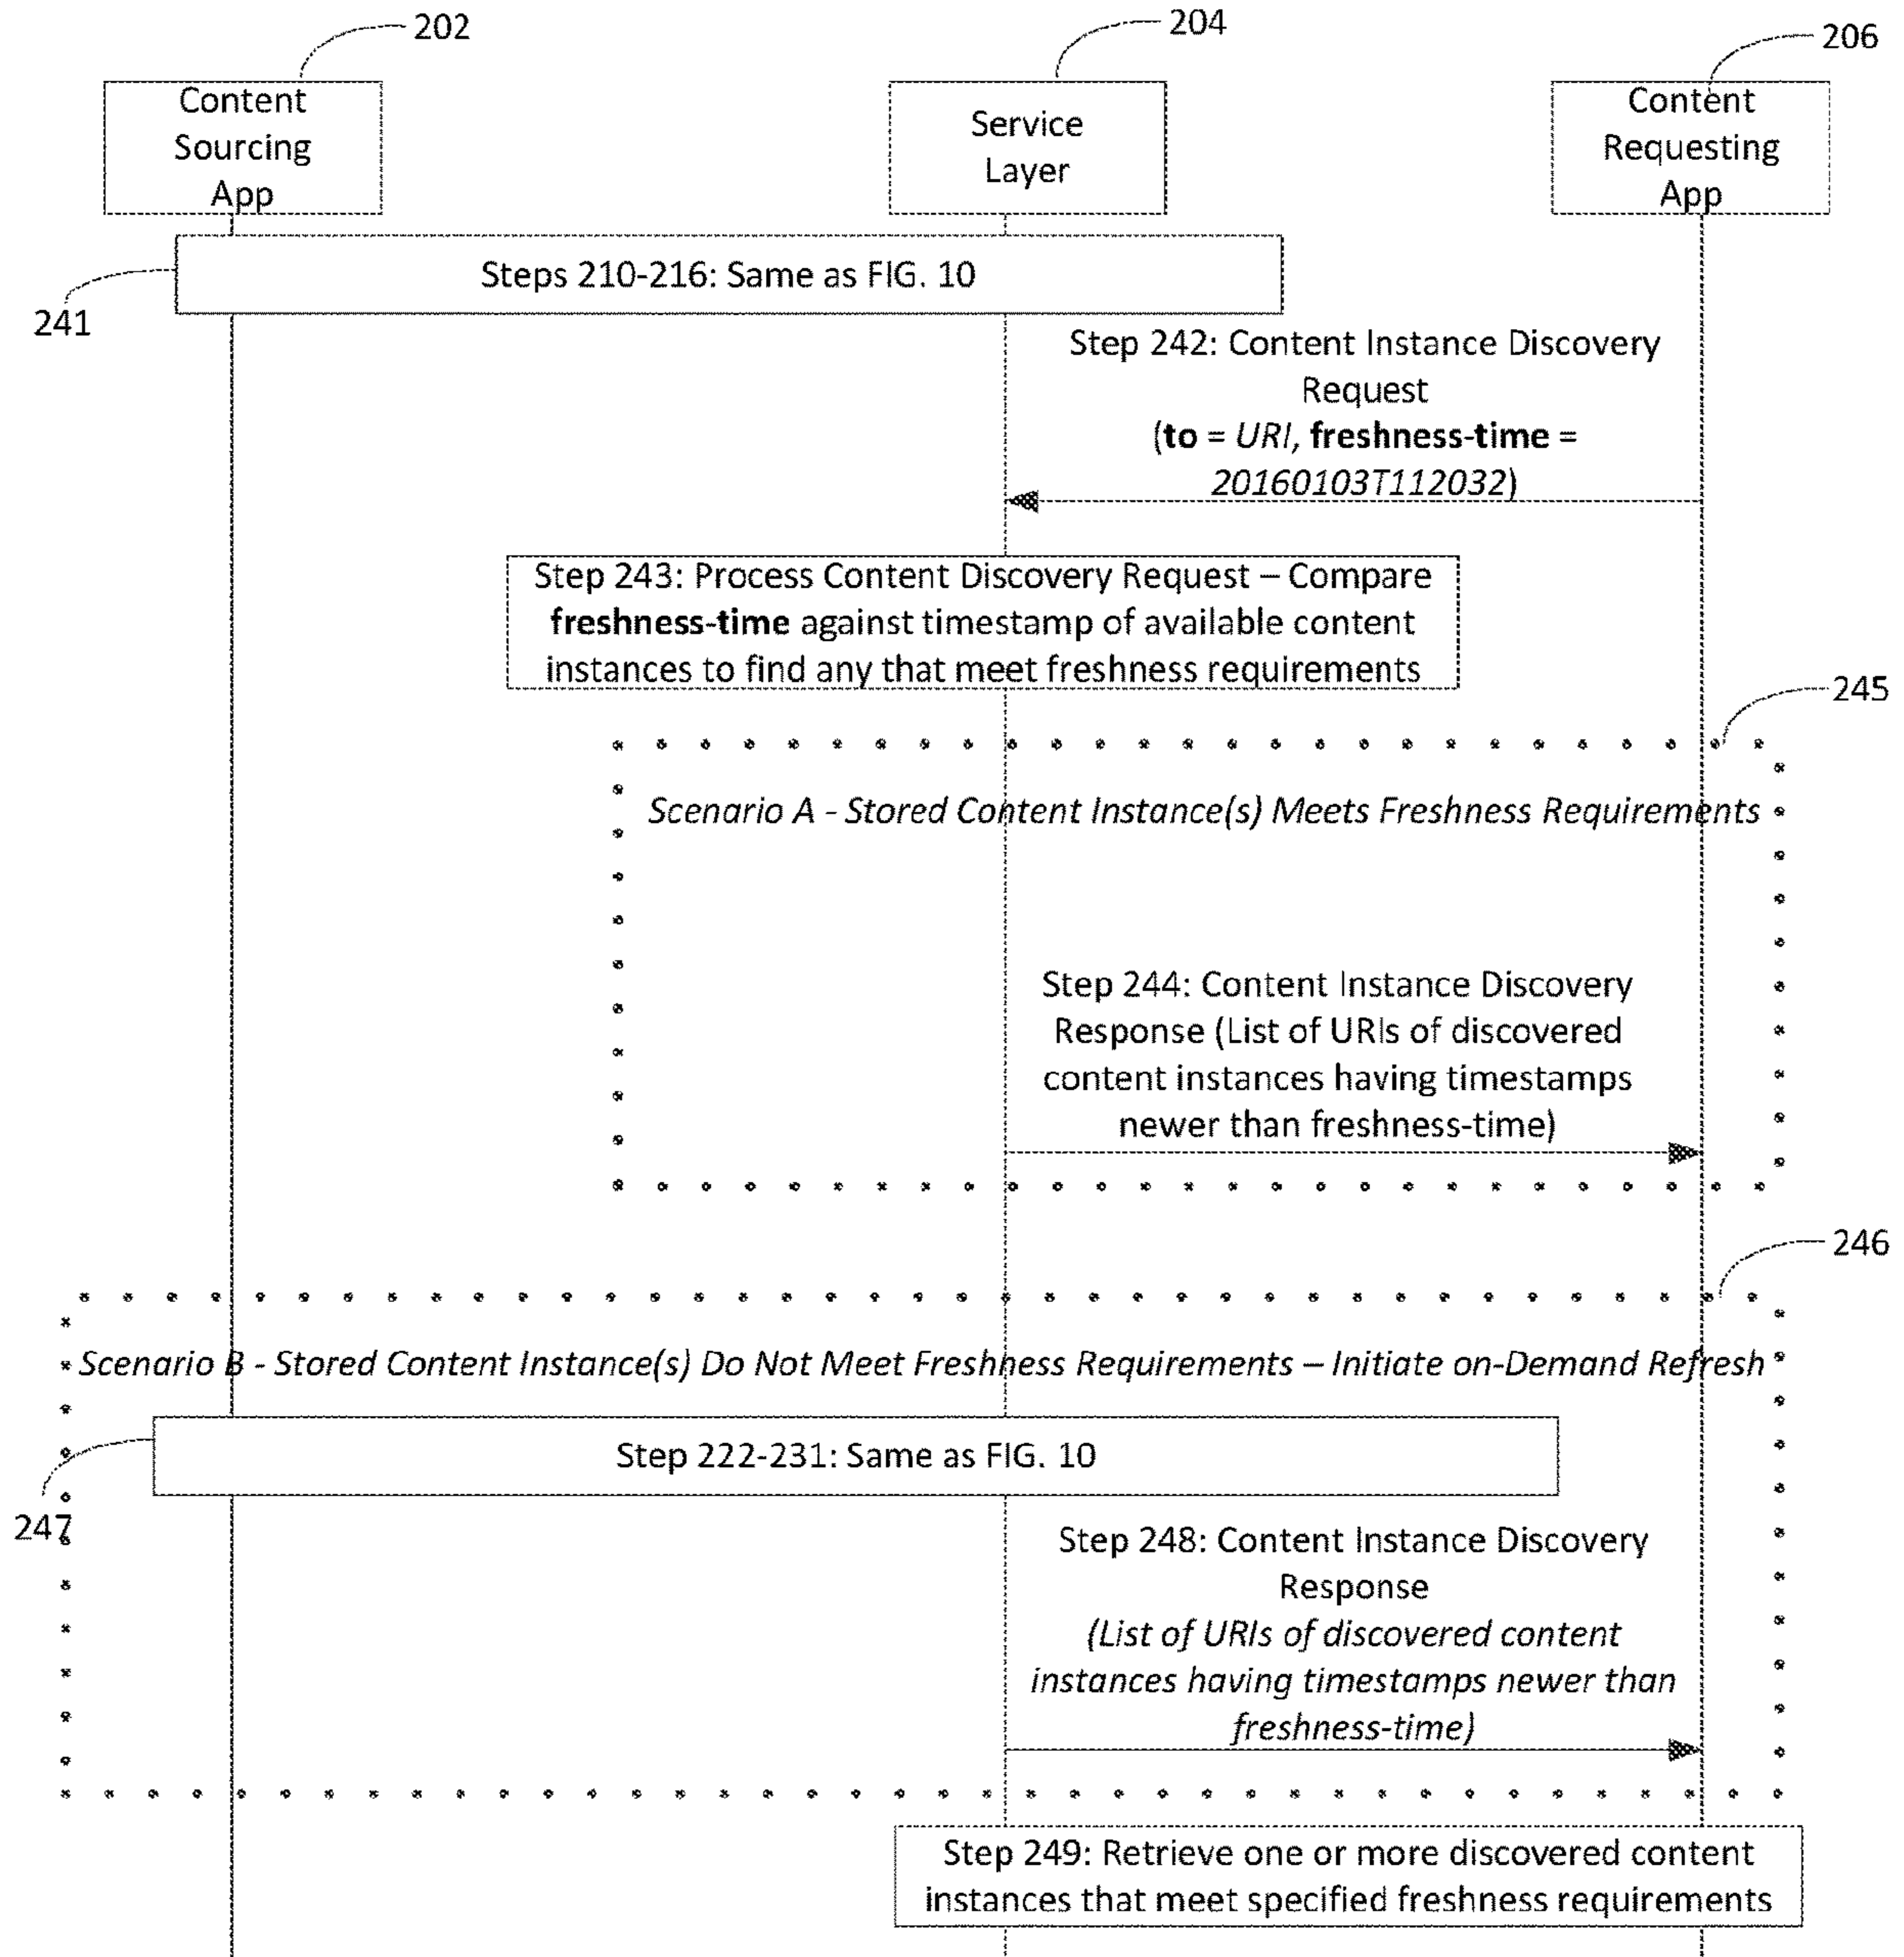 202
204
206
Content
Sourcing
App
Service
Layer
Content
Requesting
App
Steps 210-216: Same as FIG. 10
241
Step 242: Content Instance Discovery
Request
(to = URI, freshness-time =
20160103T112032)
Step 243: Process Content Discovery Request – Compare
freshness-time against timestamp of available content
instances to find any that meet freshness requirements
245
Scenario A - Stored Content Instance(s) Meets Freshness Requirements
Step 244: Content Instance Discovery
Response (List of URIs of discovered
content instances having timestamps
newer than freshness-time)
246
Scenario B - Stored Content Instance(s) Do Not Meet Freshness Requirements – Initiate on-Demand Refresh
Step 222-231: Same as FIG. 10
247
Step 248: Content Instance Discovery
Response
(List of URIs of discovered content
instances having timestamps newer than
freshness-time)
Step 249: Retrieve one or more discovered content
instances that meet specified freshness requirements